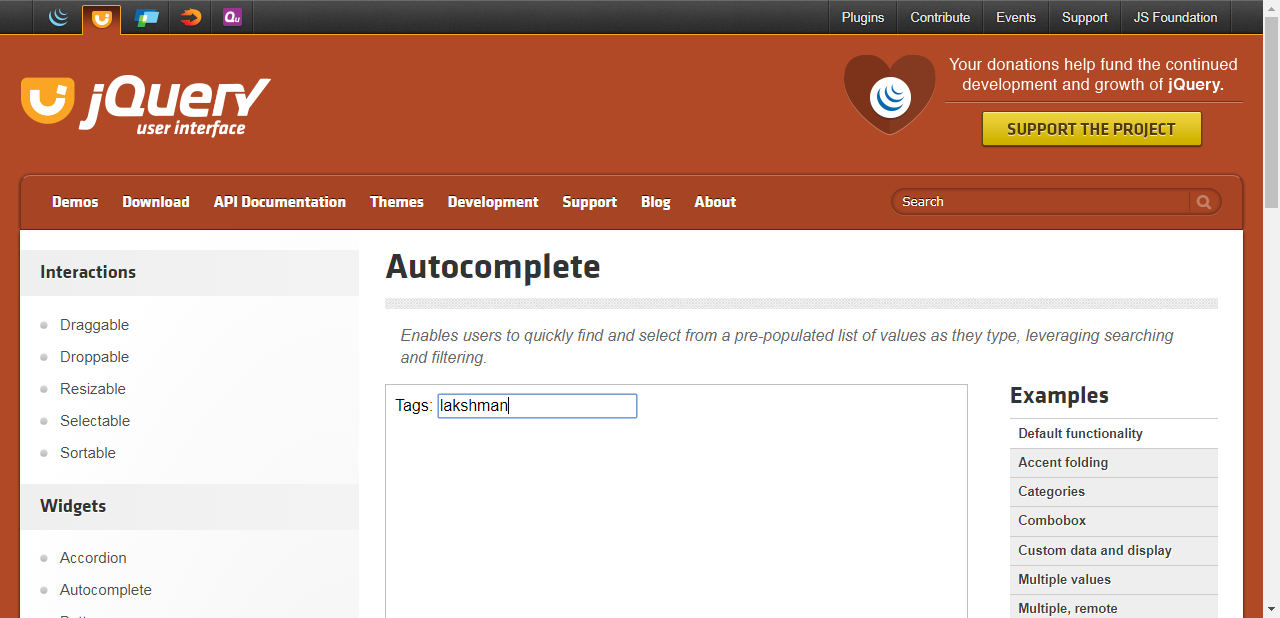 Qu
Plugins Contribute Events Support JS Foundation
jQuery
user interface
Your donations help fund the continued
development and growth of jQuery.
SUPPORT THE PROJECT
Demos Download API Documentation Themes Development Support Blog About Search
Interactions
Draggable
Droppable
Resizable
Selectable
Sortable
Widgets
Accordion
Autocomplete
Autocomplete
Enables users to quickly find and select from a pre-populated list of values as they type, leveraging searching
and filtering.
Tags: lakshman
Examples
Default functionality
Accent folding
Categories
Combobox
Custom data and display
Multiple values
Multiple, remote